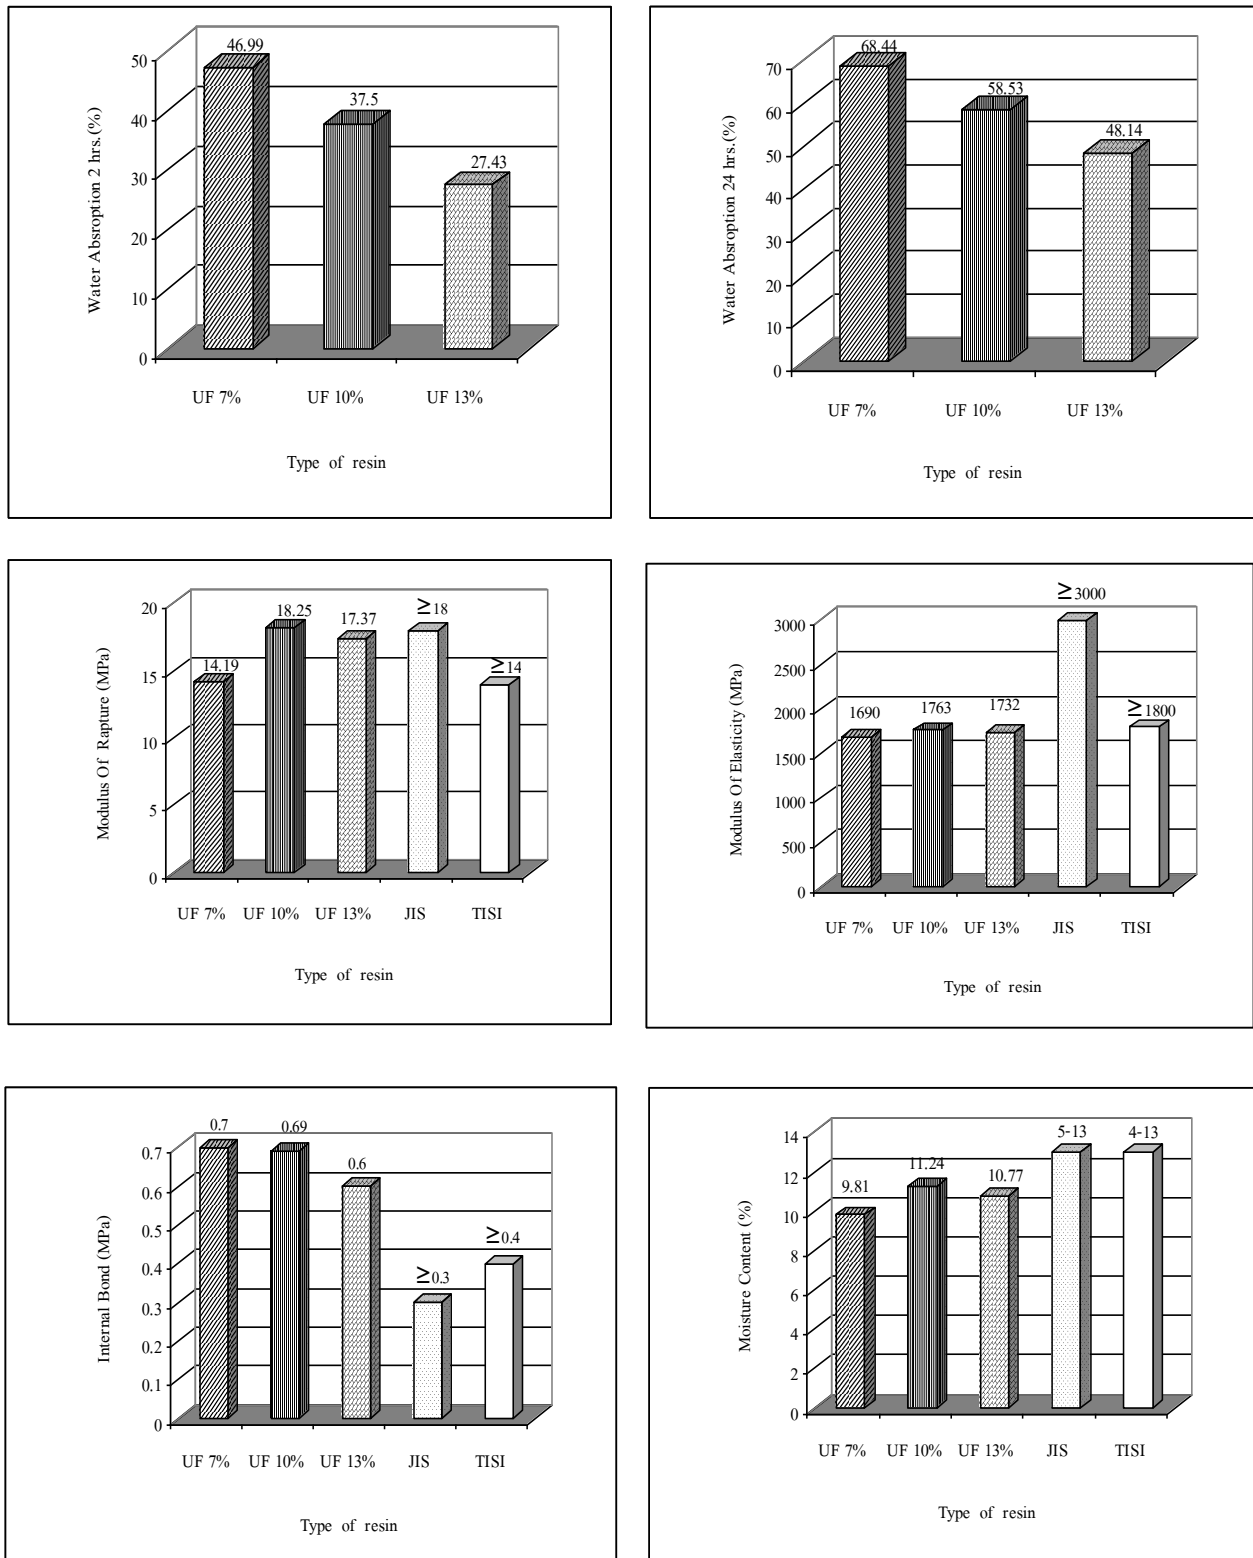 Water Absroption 2 hrs.(%)
50
40
30
20
10
0
46.99
37.5
27.43
UF 7%
UF 10%
UF 13%
Type of resin
Water Absroption 24 hrs.(%)
70
60
50
40
30
20
10
0
68.44
58.53
48.14
UF 7%
UF 10%
UF 13%
Type of resin
Modulus Of Rapture (MPa)
20
15
10
5
0
14.19
18.25
17.37
≥18
≥14
UF 7%
UF 10%
UF 13%
JIS
TISI
Type of resin
Modulus Of Elasticity (MPa)
3000
2500
2000
1500
1000
500
0
1690
1763
1732
≥3000
≥1800
UF 7%
UF 10%
UF 13%
JIS
TISI
Type of resin
Internal Bond (MPa)
0.7
0.6
0.5
0.4
0.3
0.2
0.1
0
0.7
0.69
0.6
≥0.3
≥0.4
UF 7%
UF 10%
UF 13%
JIS
TISI
Type of resin
Moisture Content (%)
14
12
10
8
6
4
2
0
9.81
11.24
10.77
5-13
4-13
UF 7%
UF 10%
UF 13%
JIS
TISI
Type of resin